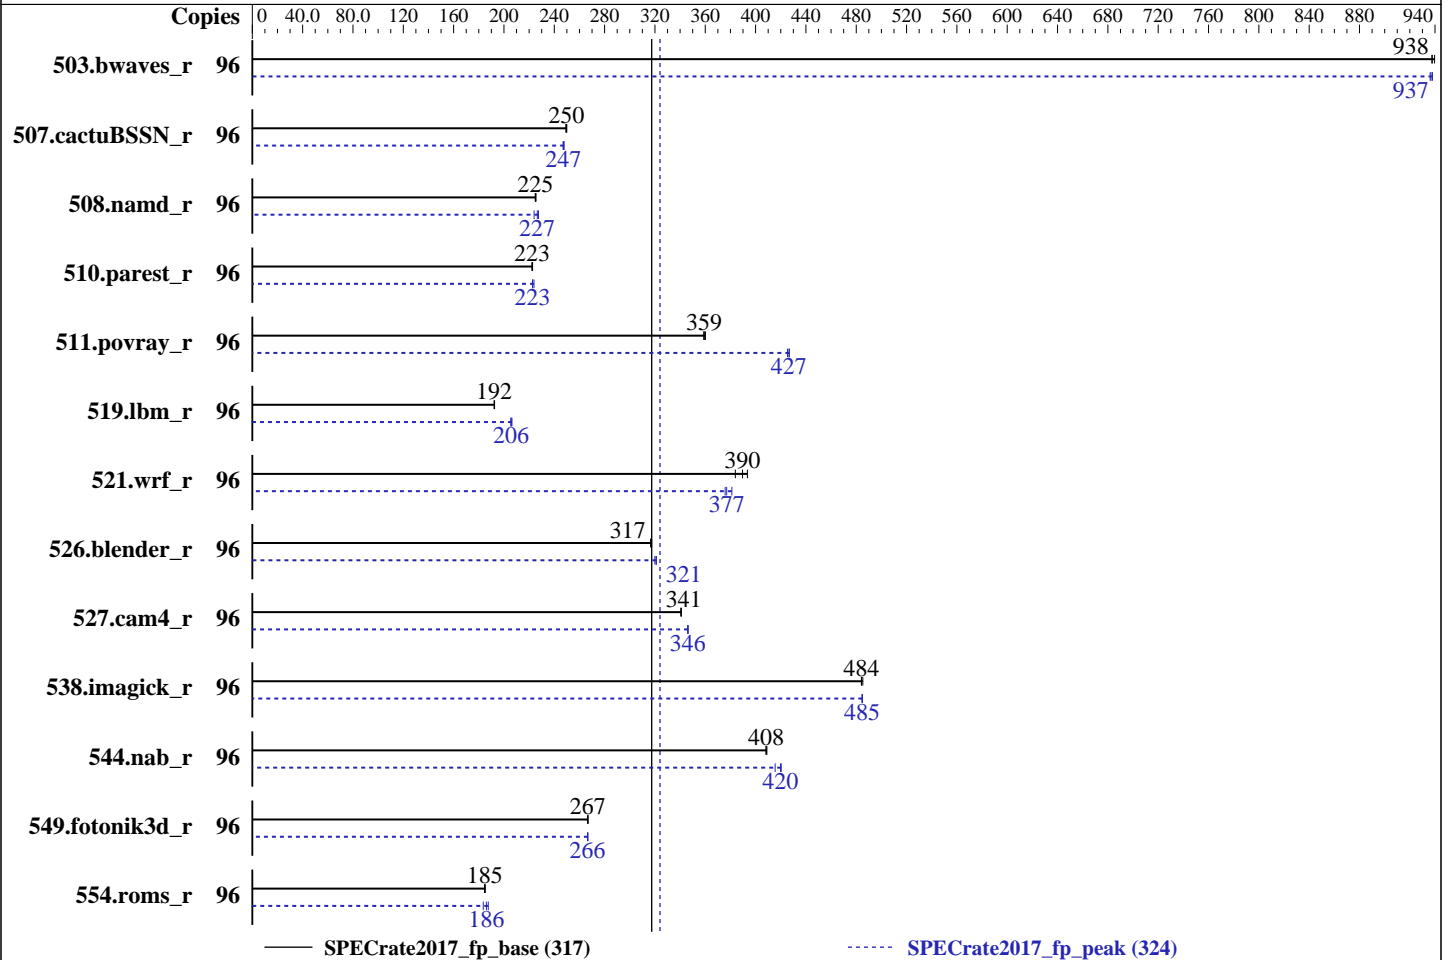 Copies 0 40.0 80.0 120 160 200 240 280 320 360 400 440 480 520 560 600 640 680 720 760 800 840 880 940
503.bwaves_r 96 938
937
507.cactuBSSN_r 96 250
247
508.namd_r 96 225
227
510.parest_r 96 223
223
511.povray_r 96 359
427
519.lbm_r 96 192
206
521.wrf_r 96 390
377
526.blender_r 96 317
321
527.cam4_r 96 341
346
538.imagick_r 96 484
485
544.nab_r 96 408
420
549.fotonik3d_r 96 267
266
554.roms_r 96 185
186
SPECrate2017_fp_base (317) SPECrate2017_fp_peak (324)